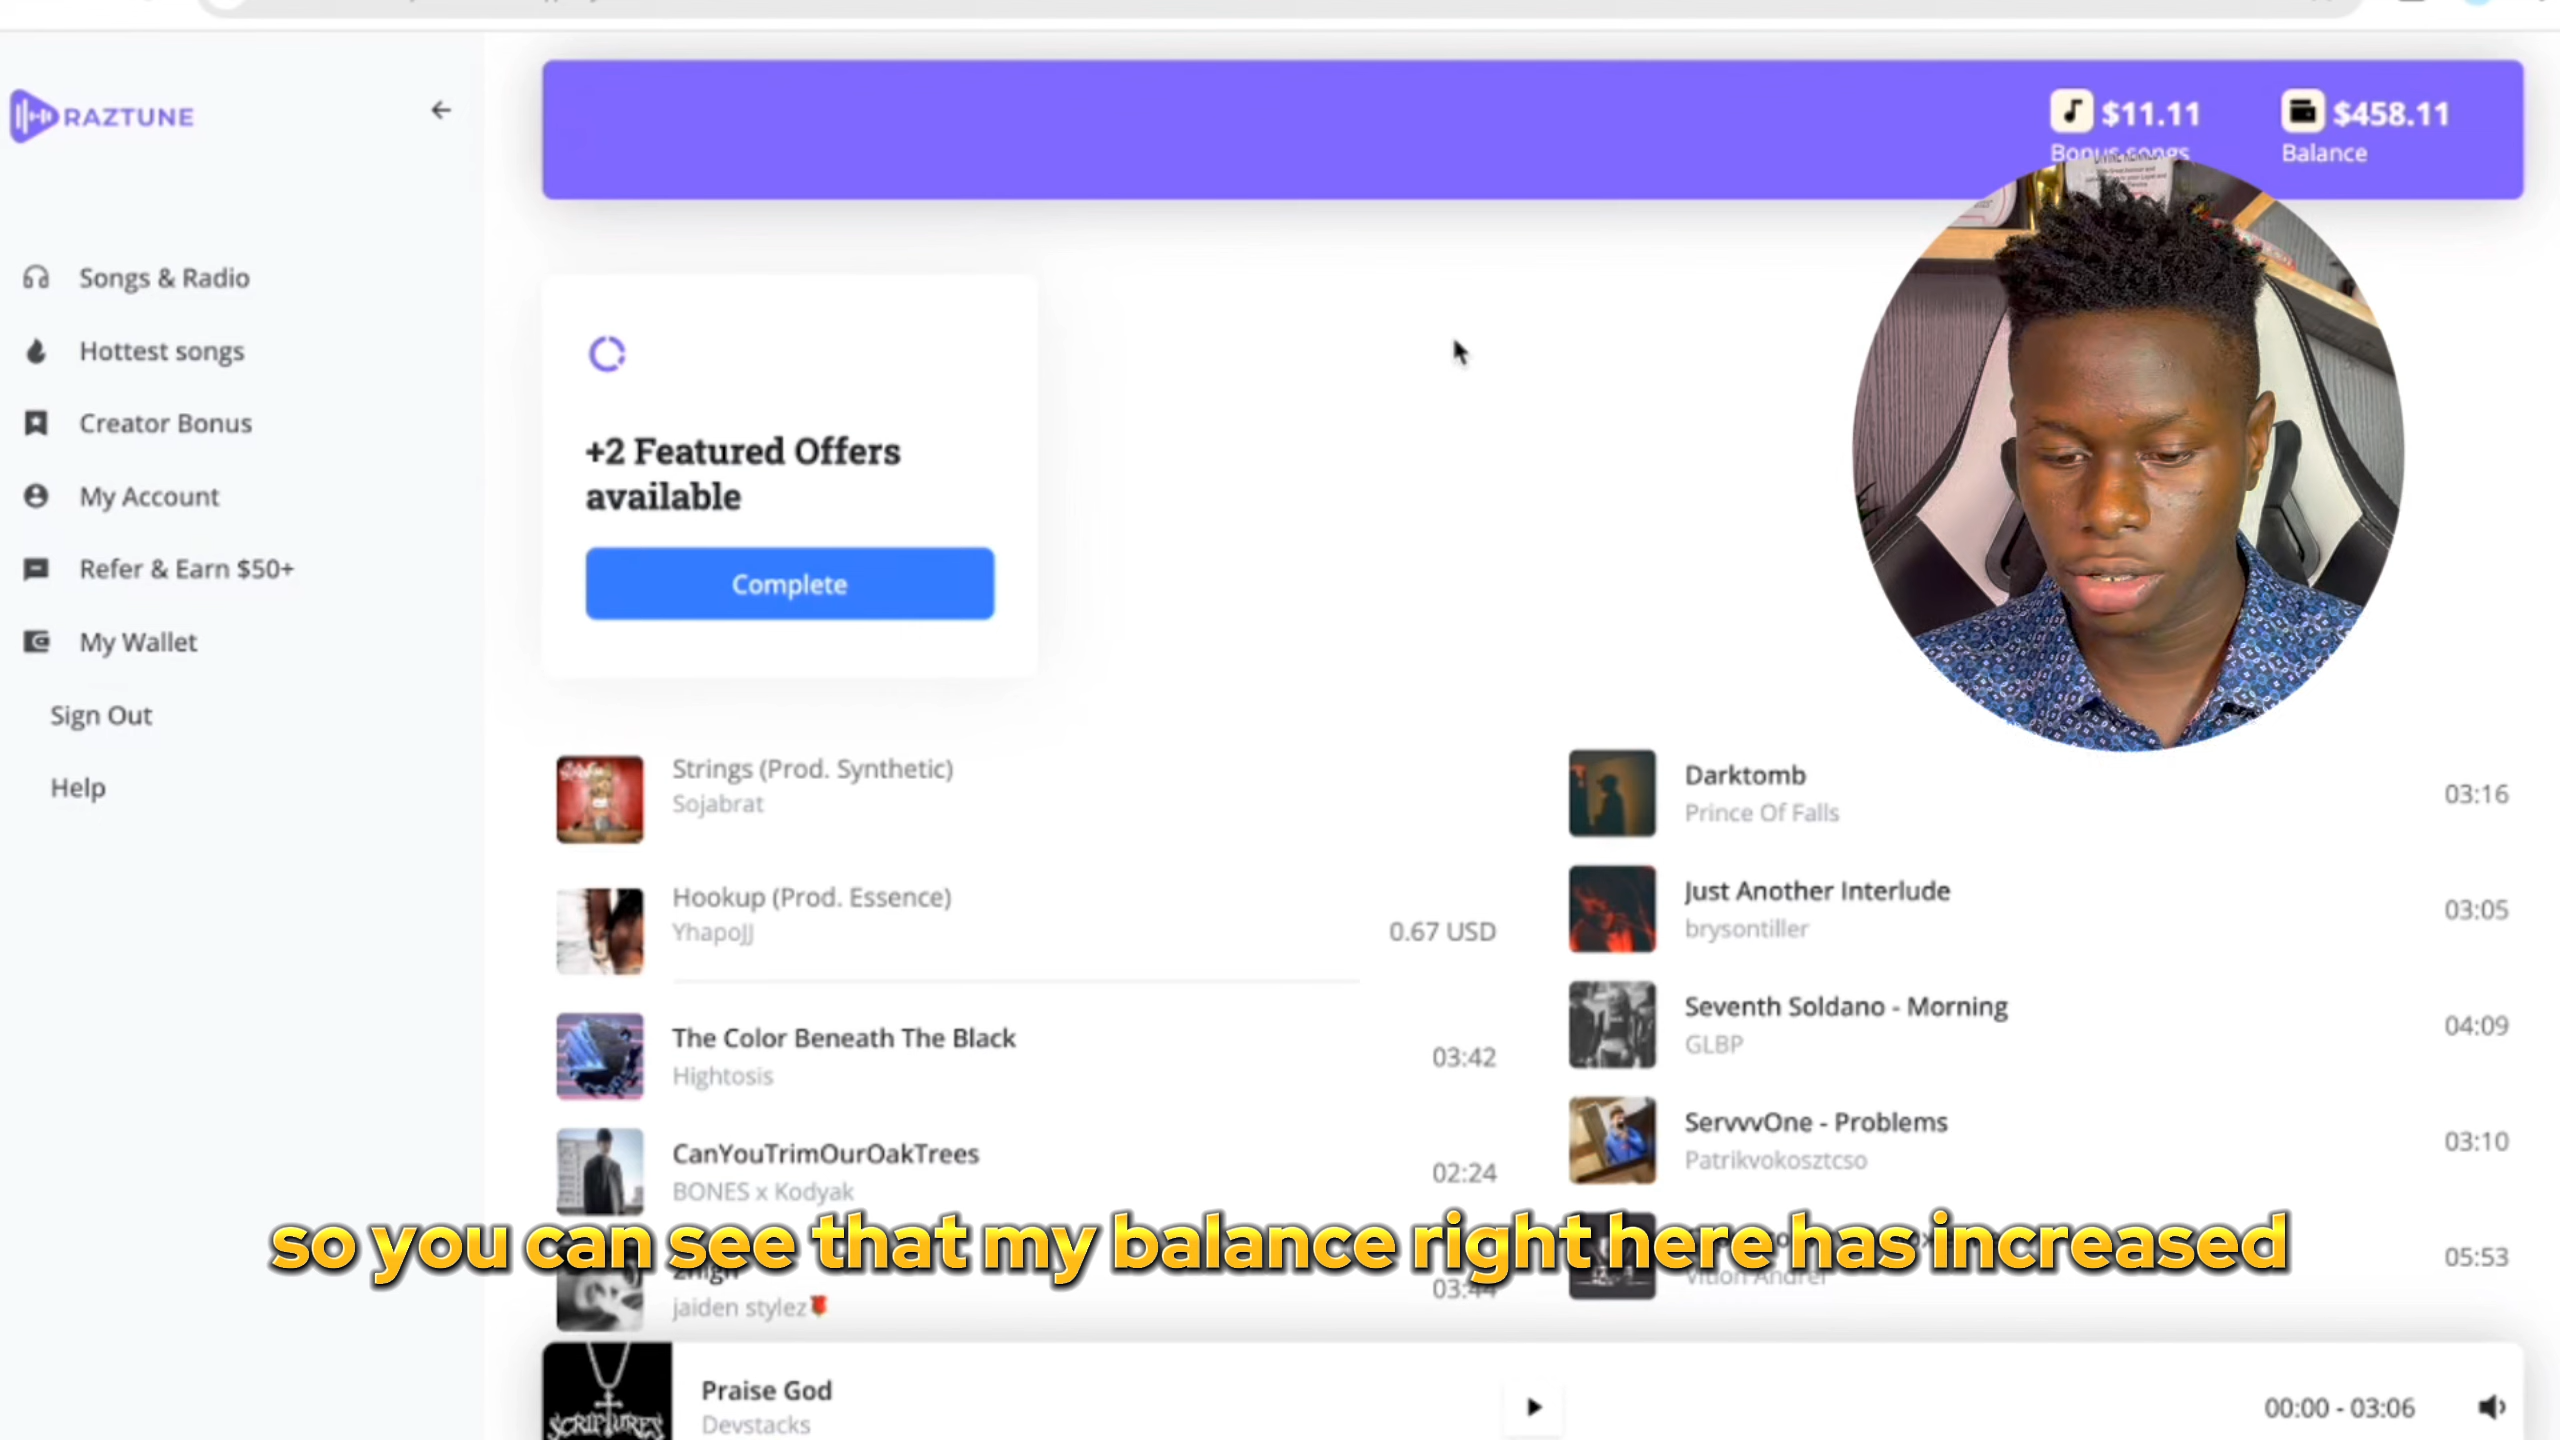 RAZTUNE
$11.11
Bonus songs
$458.11
Balance
Songs & Radio
Hottest songs
Creator Bonus
My Account
Refer & Earn $50+
My Wallet
Sign Out
Help
+2 Featured Offers
available
Complete
Strings (Prod. Synthetic)
Sojabrat
Hookup (Prod. Essence)
YhapoJJ
0.67 USD
The Color Beneath The Black
Hightosis
03:42
CanYouTrimOurOakTrees
BONES x Kodyak
02:24
jaiden stylez
03:44
Darktomb
Prince Of Falls
03:16
Just Another Interlude
brysontiller
03:05
Seventh Soldano - Morning
GLBP
04:09
ServvvOne - Problems
Patrikvokosztcso
03:10
05:53
so you can see that my balance right here has increased
SCRIPTURES
Praise God
Devstacks
00:00 - 03:06